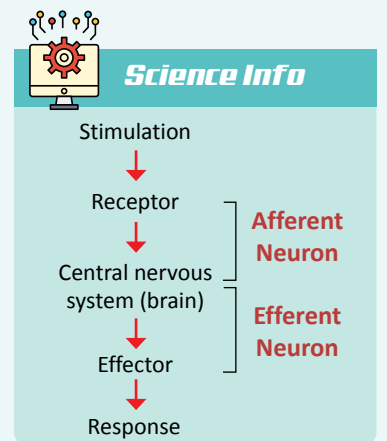 Science Info
Stimulation
Receptor
Afferent
Neuron
Central nervous
system (brain)
Efferent
Neuron
Effector
Response